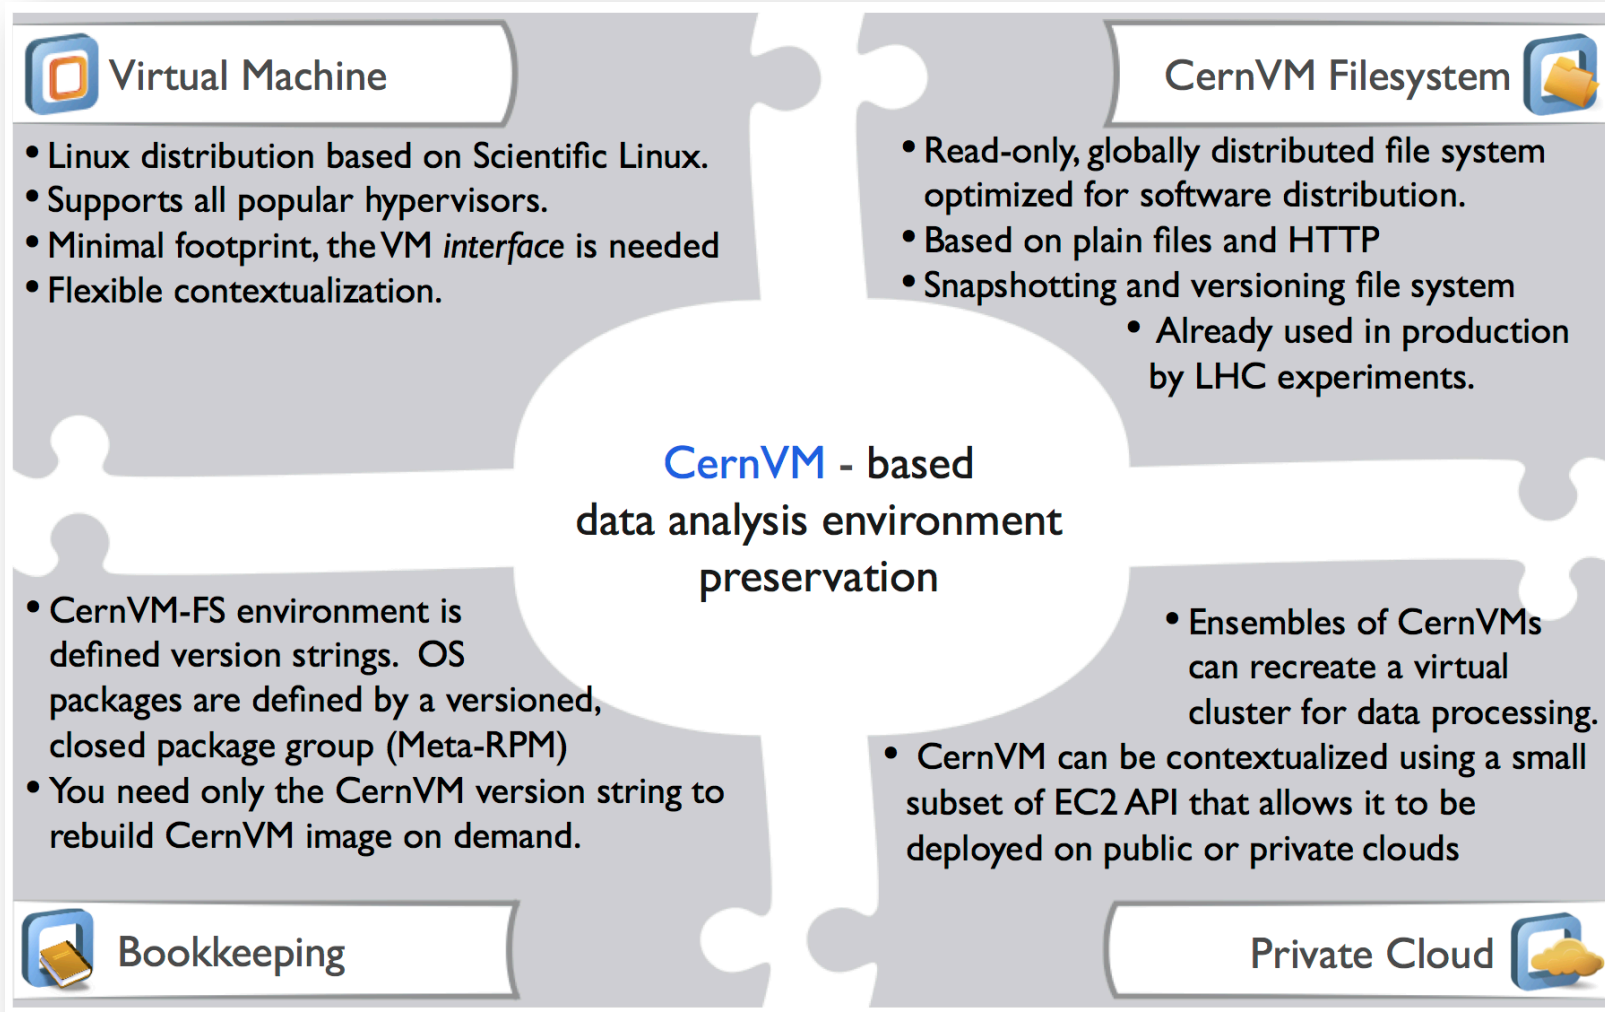 Virtual Machine
• Linux distribution based on Scientific Linux.
• Supports all popular hypervisors.
• Minimal footprint, the VM interface is needed
• Flexible contextualization.
CernVM Filesystem
• Read-only, globally distributed file system
optimized for software distribution.
• Based on plain files and HTTP
• Snapshotting and versioning file system
• Already used in production
by LHC experiments.
CernVM - based
data analysis environment
preservation
• CernVM-FS environment is
defined version strings. OS
packages are defined by a versioned,
closed package group (Meta-RPM)
• You need only the CernVM version string to
rebuild CernVM image on demand.
Bookkeeping
• Ensembles of CernVMs
can recreate a virtual
cluster for data processing.
• CernVM can be contextualized using a small
subset of EC2 API that allows it to be
deployed on public or private clouds
Private Cloud